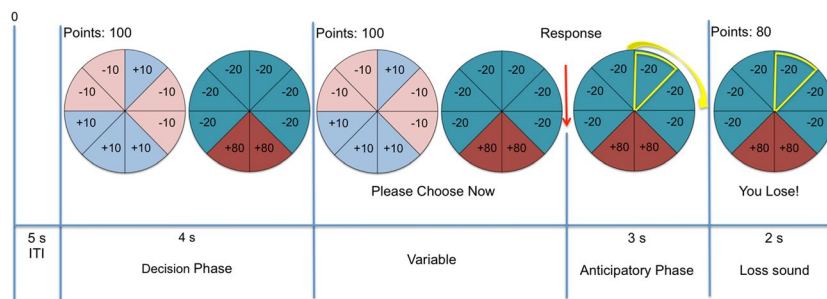 0
Points: 100
Points: 100
Response
Points: 80
-10 +10 -20 -20 -10 +10 -20 -20 -20 -20 -20 -20
-10 -10 -20 -20 -10 -10 -20 -20 -20 -20 -20 -20
+10 -10 -20 -20 +10 -10 -20 -20 -20 -20 -20 -20
+10 +10 +80 +80 +10 +10 +80 +80 +80 +80 +80 +80
Please Choose Now
You Lose!
5 s
ITI
4 s
Decision Phase
Variable
3 s
Anticipatory Phase
2 s
Loss sound